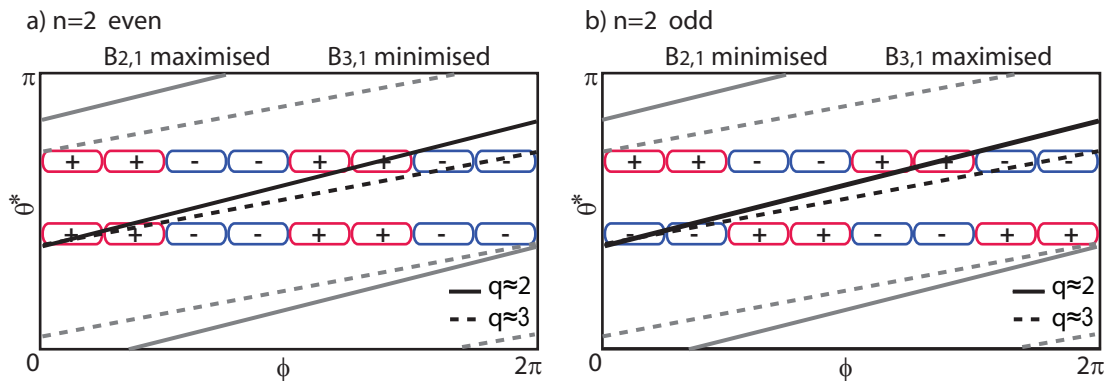 a) n=2 even
B2,1 maximised B3,1 minimised
π
+ + - - + + - -
θ*
+ + - - + + - -
q≈2
q≈3
0 ϕ 2π
b) n=2 odd
B2,1 minimised B3,1 maximised
π
+ + - - + + - -
θ*
- - + + - - + +
q≈2
q≈3
0 ϕ 2π